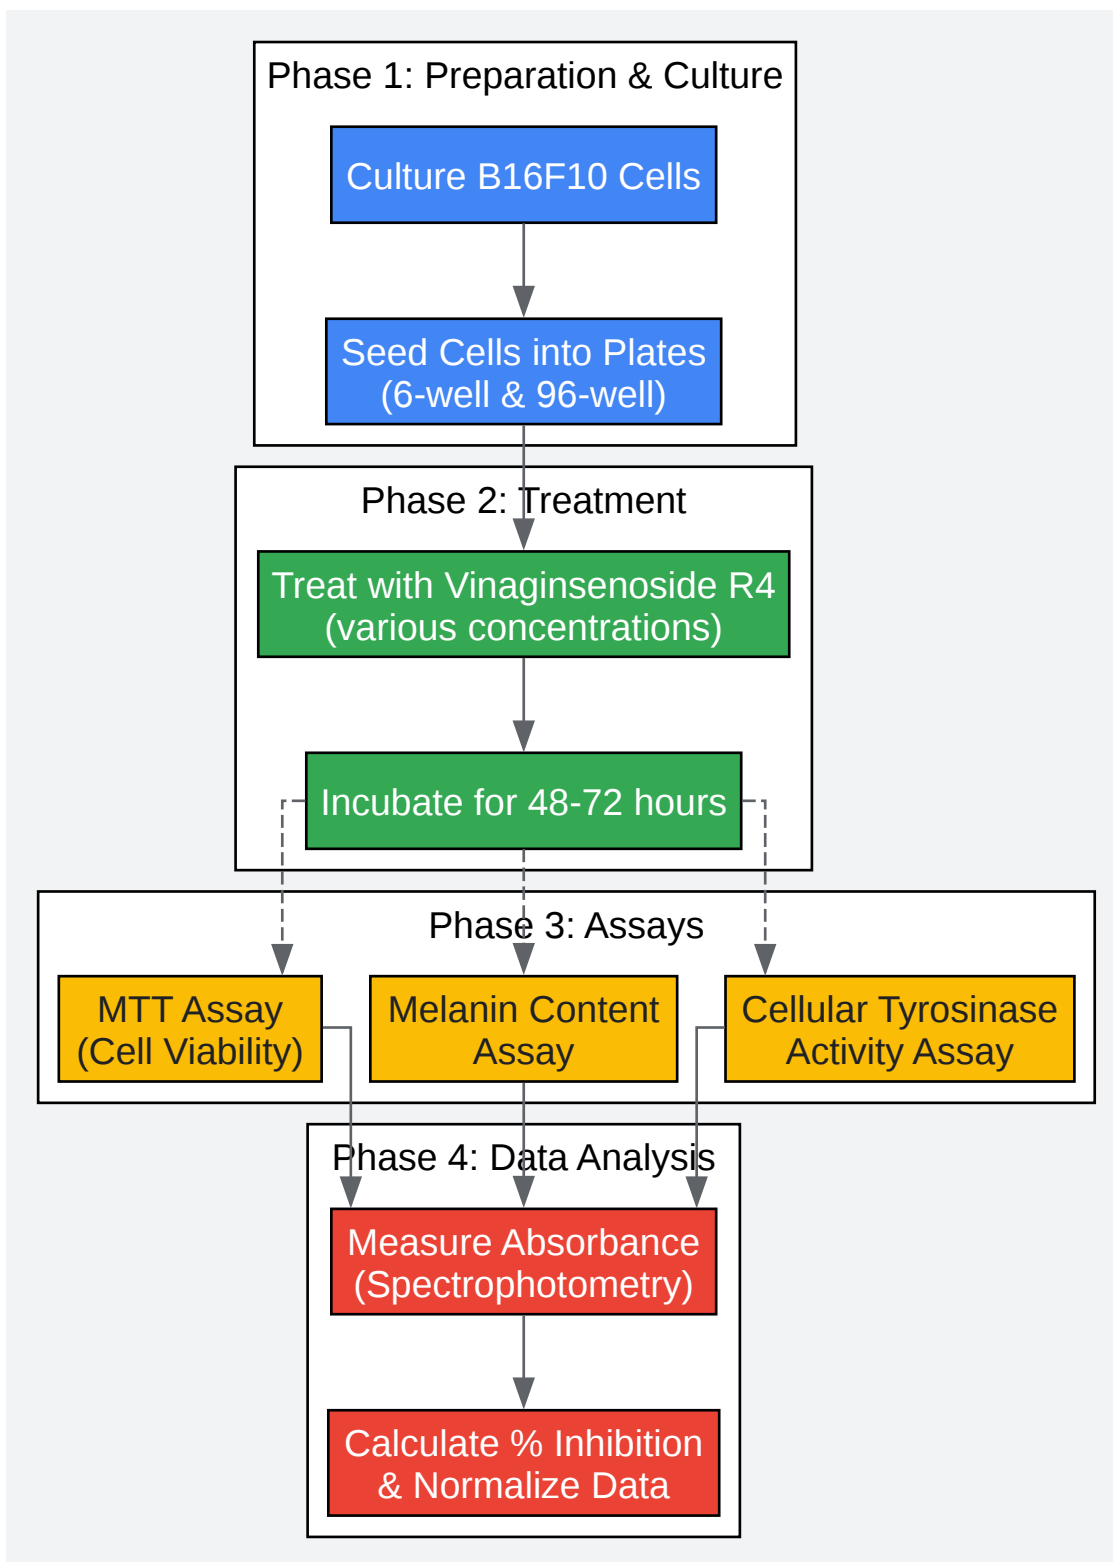 Phase 1: Preparation & Culture
Culture B16F10 Cells
Seed Cells into Plates
(6-well & 96-well)
Phase 2: Treatment
Treat with Vinaginsenoside R4
(various concentrations)
Incubate for 48-72 hours
Phase 3: Assays
MTT Assay
(Cell Viability)
Melanin Content
Assay
Cellular Tyrosinase
Activity Assay
Phase 4: Data Analysis
Measure Absorbance
(Spectrophotometry)
Calculate % Inhibition
& Normalize Data